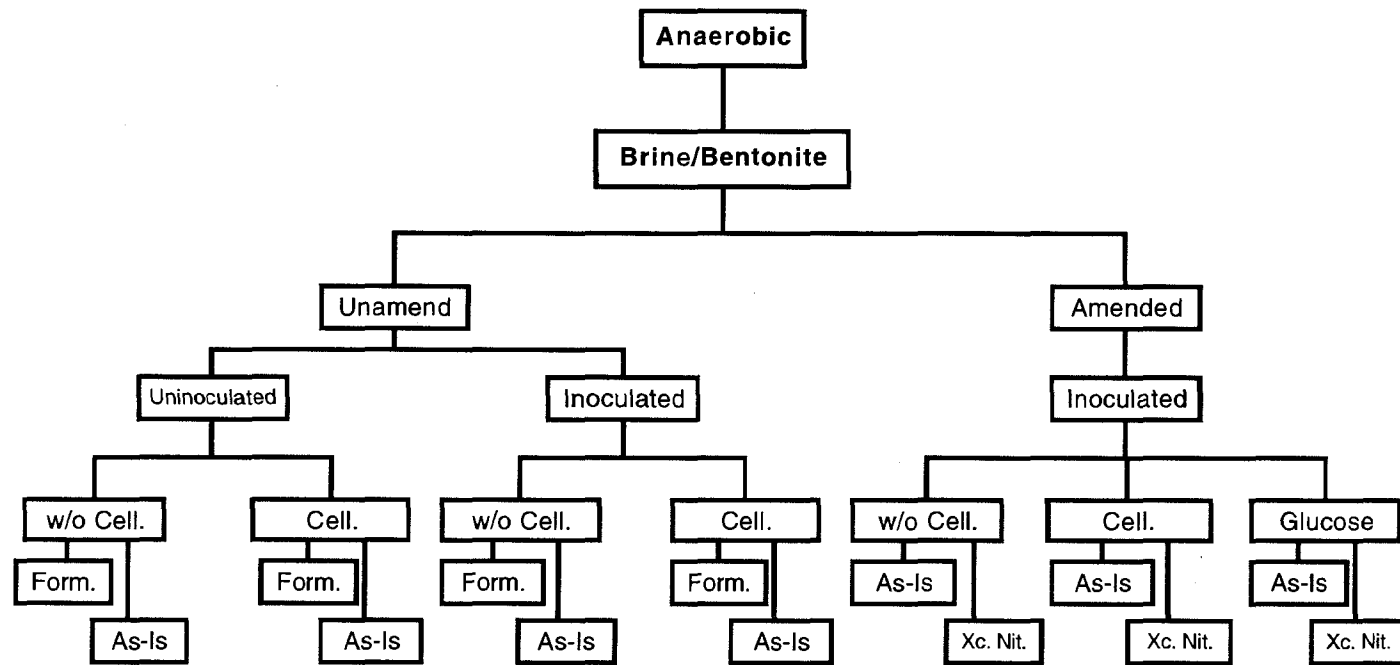 Anaerobic
Brine/Bentonite
Unamend
Amended
Uninoculated
Inoculated
Inoculated
w/o Cell.
Cell.
w/o Cell.
Cell.
w/o Cell.
Cell.
Glucose
Form.
Form.
Form.
Form.
As-Is
As-Is
As-Is
As-Is
As-Is
As-Is
As-Is
Xc. Nit.
Xc. Nit.
Xc. Nit.